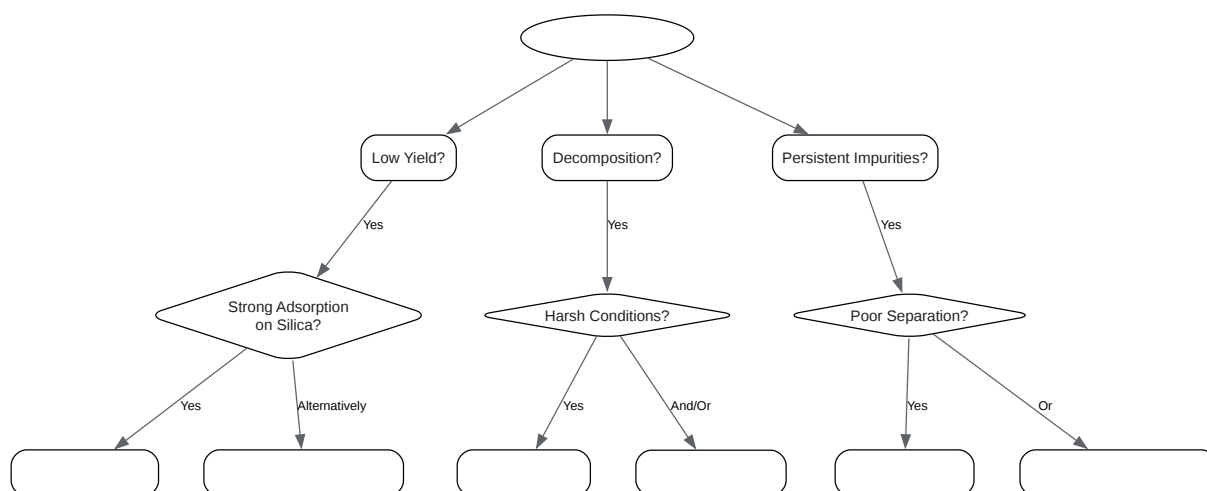 Low Yield?
Decomposition?
Persistent Impurities?
Yes
Yes
Yes
Strong Adsorption
on Silica?
Harsh Conditions?
Poor Separation?
Yes
Alternatively
Yes
And/Or
Yes
Or